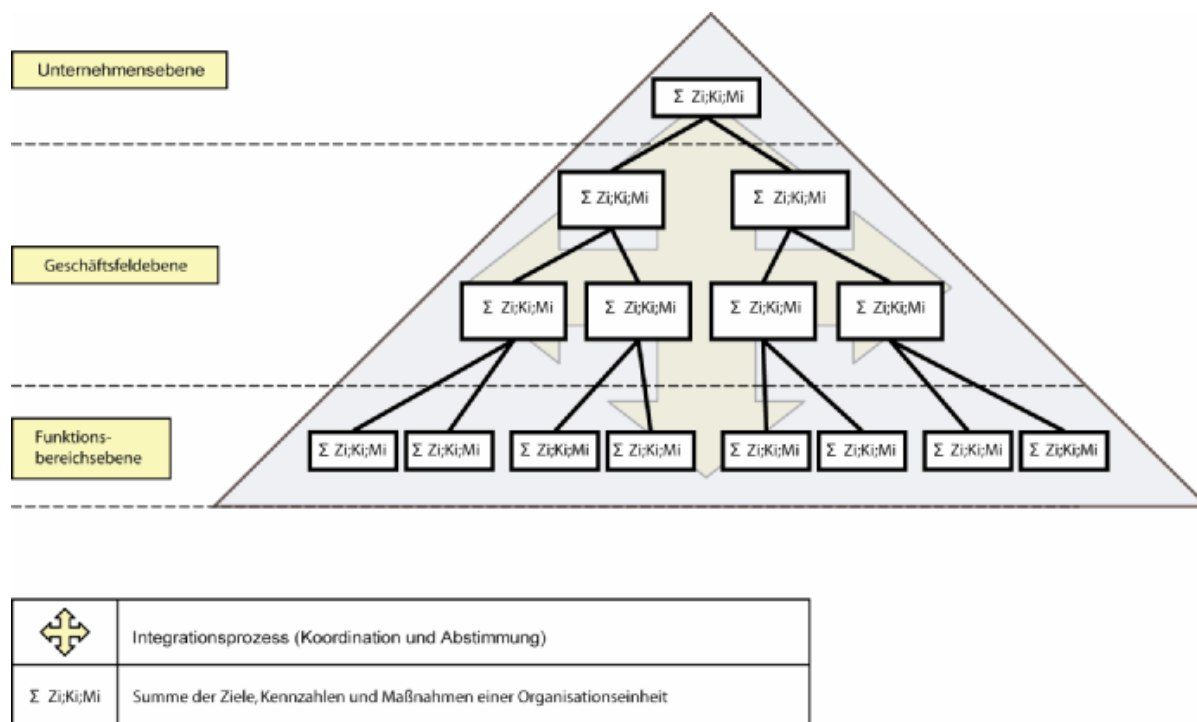 Unternehmensebene
Σ Zi;Ki;Mi
Σ Zi;Ki;Mi Σ Zi;Ki;Mi
Geschäftsfeldebene
Σ Zi;Ki;Mi Σ Zi;Ki;Mi Σ Zi;Ki;Mi Σ Zi;Ki;Mi
Funktions-
bereichsebene
Σ Zi;Ki;Mi Σ Zi;Ki;Mi Σ Zi;Ki;Mi Σ Zi;Ki;Mi Σ Zi;Ki;Mi Σ Zi;Ki;Mi Σ Zi;Ki;Mi Σ Zi;Ki;Mi
Integrationsprozess (Koordination und Abstimmung)
Σ Zi;Ki;Mi Summe der Ziele, Kennzahlen und Maßnahmen einer Organisationseinheit